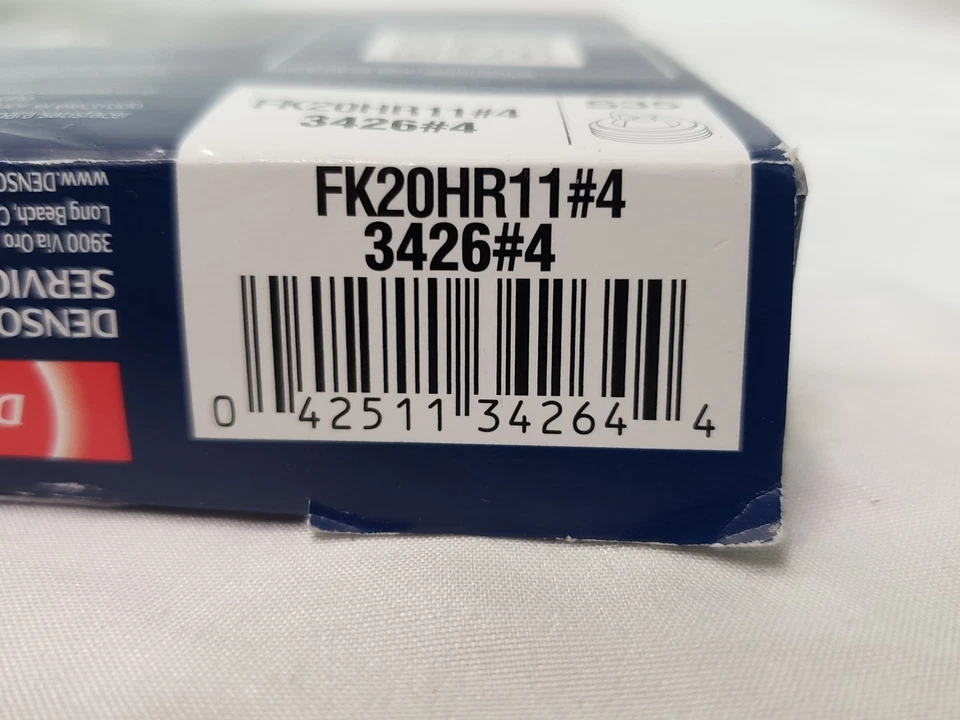 FK20HR11#4
3426#4
S35
FK20HR11#4
3426#4
0 42511 34264 4
www.DENSO
Long Beach, C
3900 Via Oro
SERVIC
DENSO
D